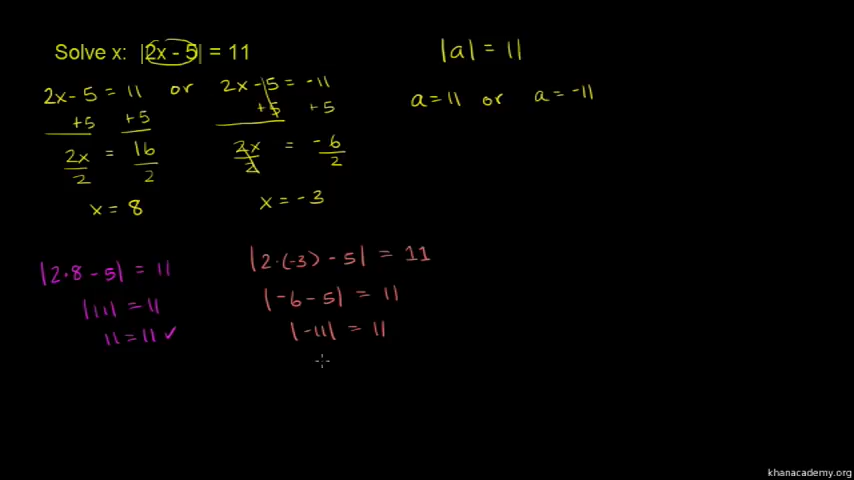 Solve x: |2x - 5| = 11
|a| = 11
2x - 5 = 11 or 2x - 5 = -11
a = 11 or a = -11
+5 +5 +5 +5
2x = 16 2x = -6
2 2 2 2
x = 8 x = -3
|2·8 - 5| = 11
|11| = 11
11 = 11 ✓
|2·(-3) - 5| = 11
|-6 - 5| = 11
|-11| = 11
khanacademy.org